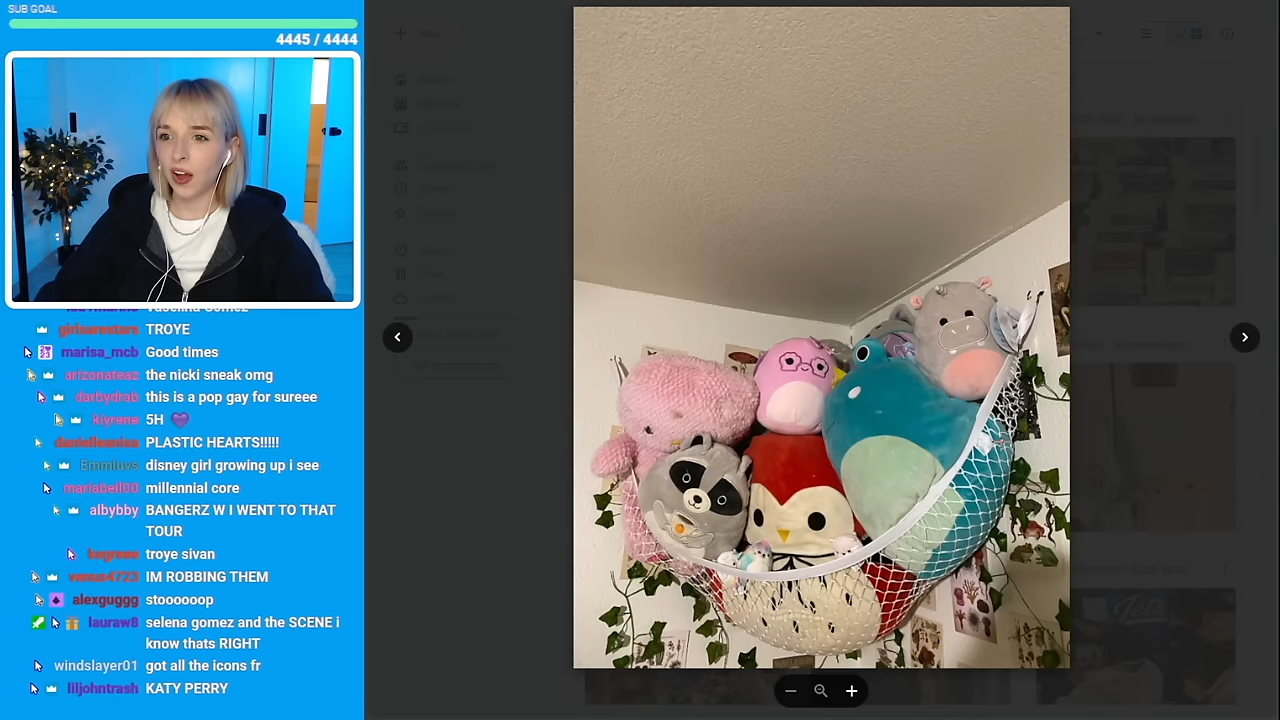 SUB GOAL
4445 / 4444
TROYE
marisa_mcb Good times
arizonateaz the nicki sneak omg
darbydrab this is a pop gay for sureee
5H 💜
PLASTIC HEARTS!!!!!
Emmluvs disney girl growing up i see
millennial core
albybby BANGERZ W I WENT TO THAT
TOUR
troye sivan
IM ROBBING THEM
alexguggg stoooooop
lauraw8 selena gomez and the SCENE i
know thats RIGHT
windslayer01 got all the icons fr
liljohntrash KATY PERRY